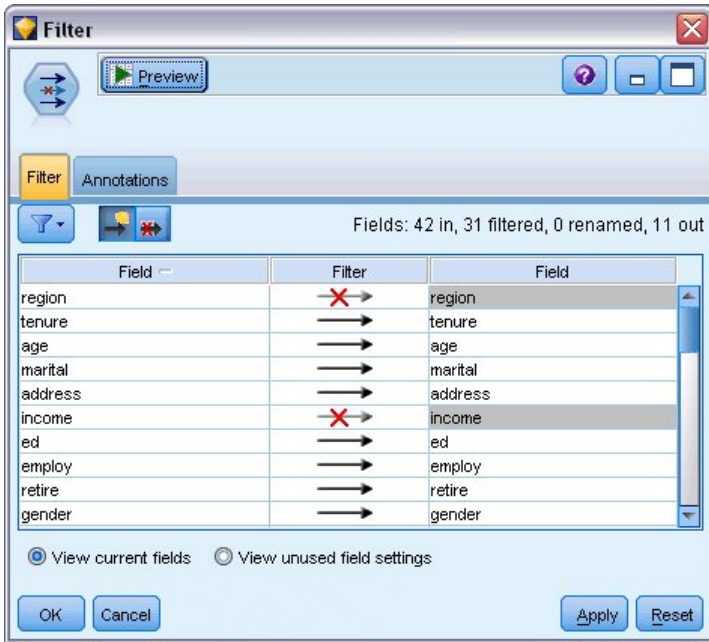 Filter
Preview
Filter Annotations
Fields: 42 in, 31 filtered, 0 renamed, 11 out
Field Filter Field
region region
tenure tenure
age age
marital marital
address address
income income
ed ed
employ employ
retire retire
gender gender
View current fields View unused field settings
OK Cancel Apply Reset